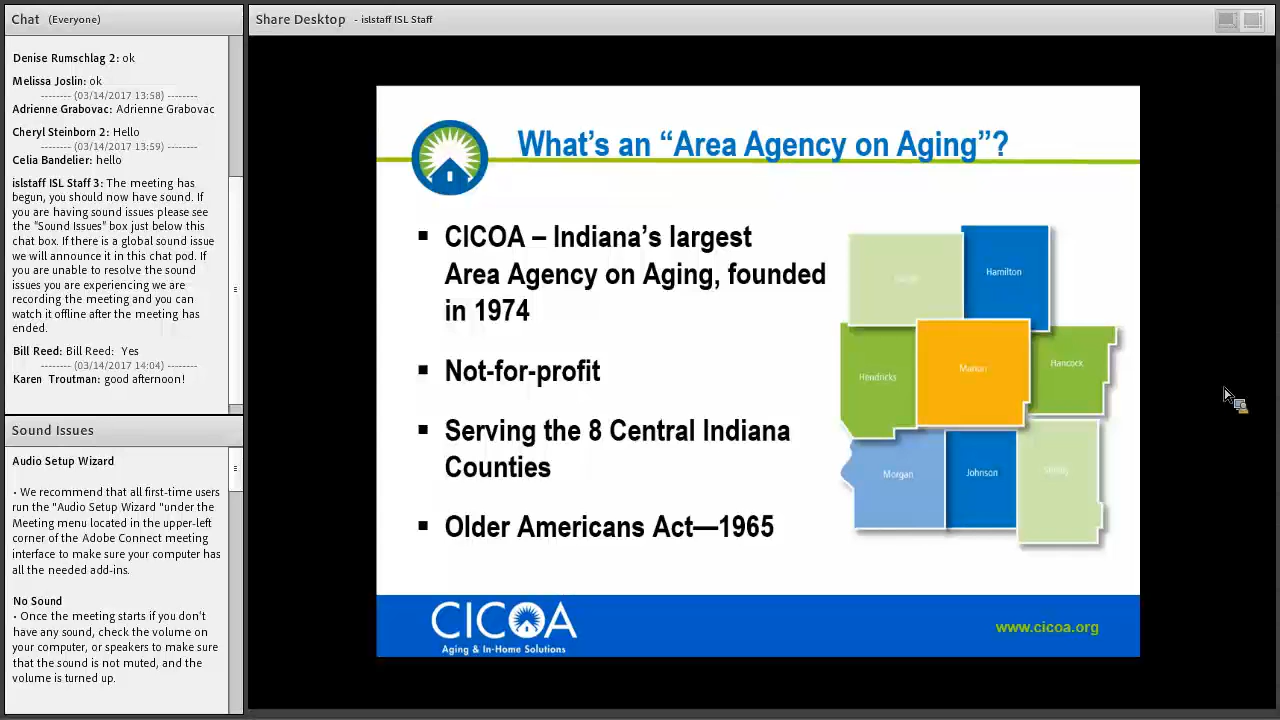 Chat (Everyone)
Denise Rumschlag 2: ok
Melissa Joslin: ok
-------- (03/14/2017 13:58) --------
Adrienne Grabovac: Adrienne Grabovac
Cheryl Steinborn 2: Hello
-------- (03/14/2017 13:59) --------
Celia Bandelier: hello
islstaff ISL Staff 3: The meeting has
begun, you should now have sound. If
you are having sound issues please see
the "Sound Issues" box just below this
chat box. If there is a global sound issue
we will announce it in this chat pod. If
you are unable to resolve the sound
issues you are experiencing we are
recording the meeting and you can
watch it offline after the meeting has
ended.
Bill Reed: Bill Reed: Yes
-------- (03/14/2017 14:04) --------
Karen Troutman: good afternoon!
Sound Issues
Audio Setup Wizard
• We recommend that all first-time users
run the "Audio Setup Wizard "under the
Meeting menu located in the upper-left
corner of the Adobe Connect meeting
interface to make sure your computer has
all the needed add-ins.
No Sound
• Once the meeting starts if you don't
have any sound, check the volume on
your computer, or speakers to make sure
that the sound is not muted, and the
volume is turned up.
Share Desktop - islstaff ISL Staff
What's an “Area Agency on Aging”?
▪ CICOA – Indiana's largest
Area Agency on Aging, founded
in 1974
▪ Not-for-profit
▪ Serving the 8 Central Indiana
Counties
▪ Older Americans Act—1965
Hamilton
Hendricks
Marion
Hancock
Morgan
Johnson
Shelby
CICOA
Aging & In-Home Solutions
www.cicoa.org